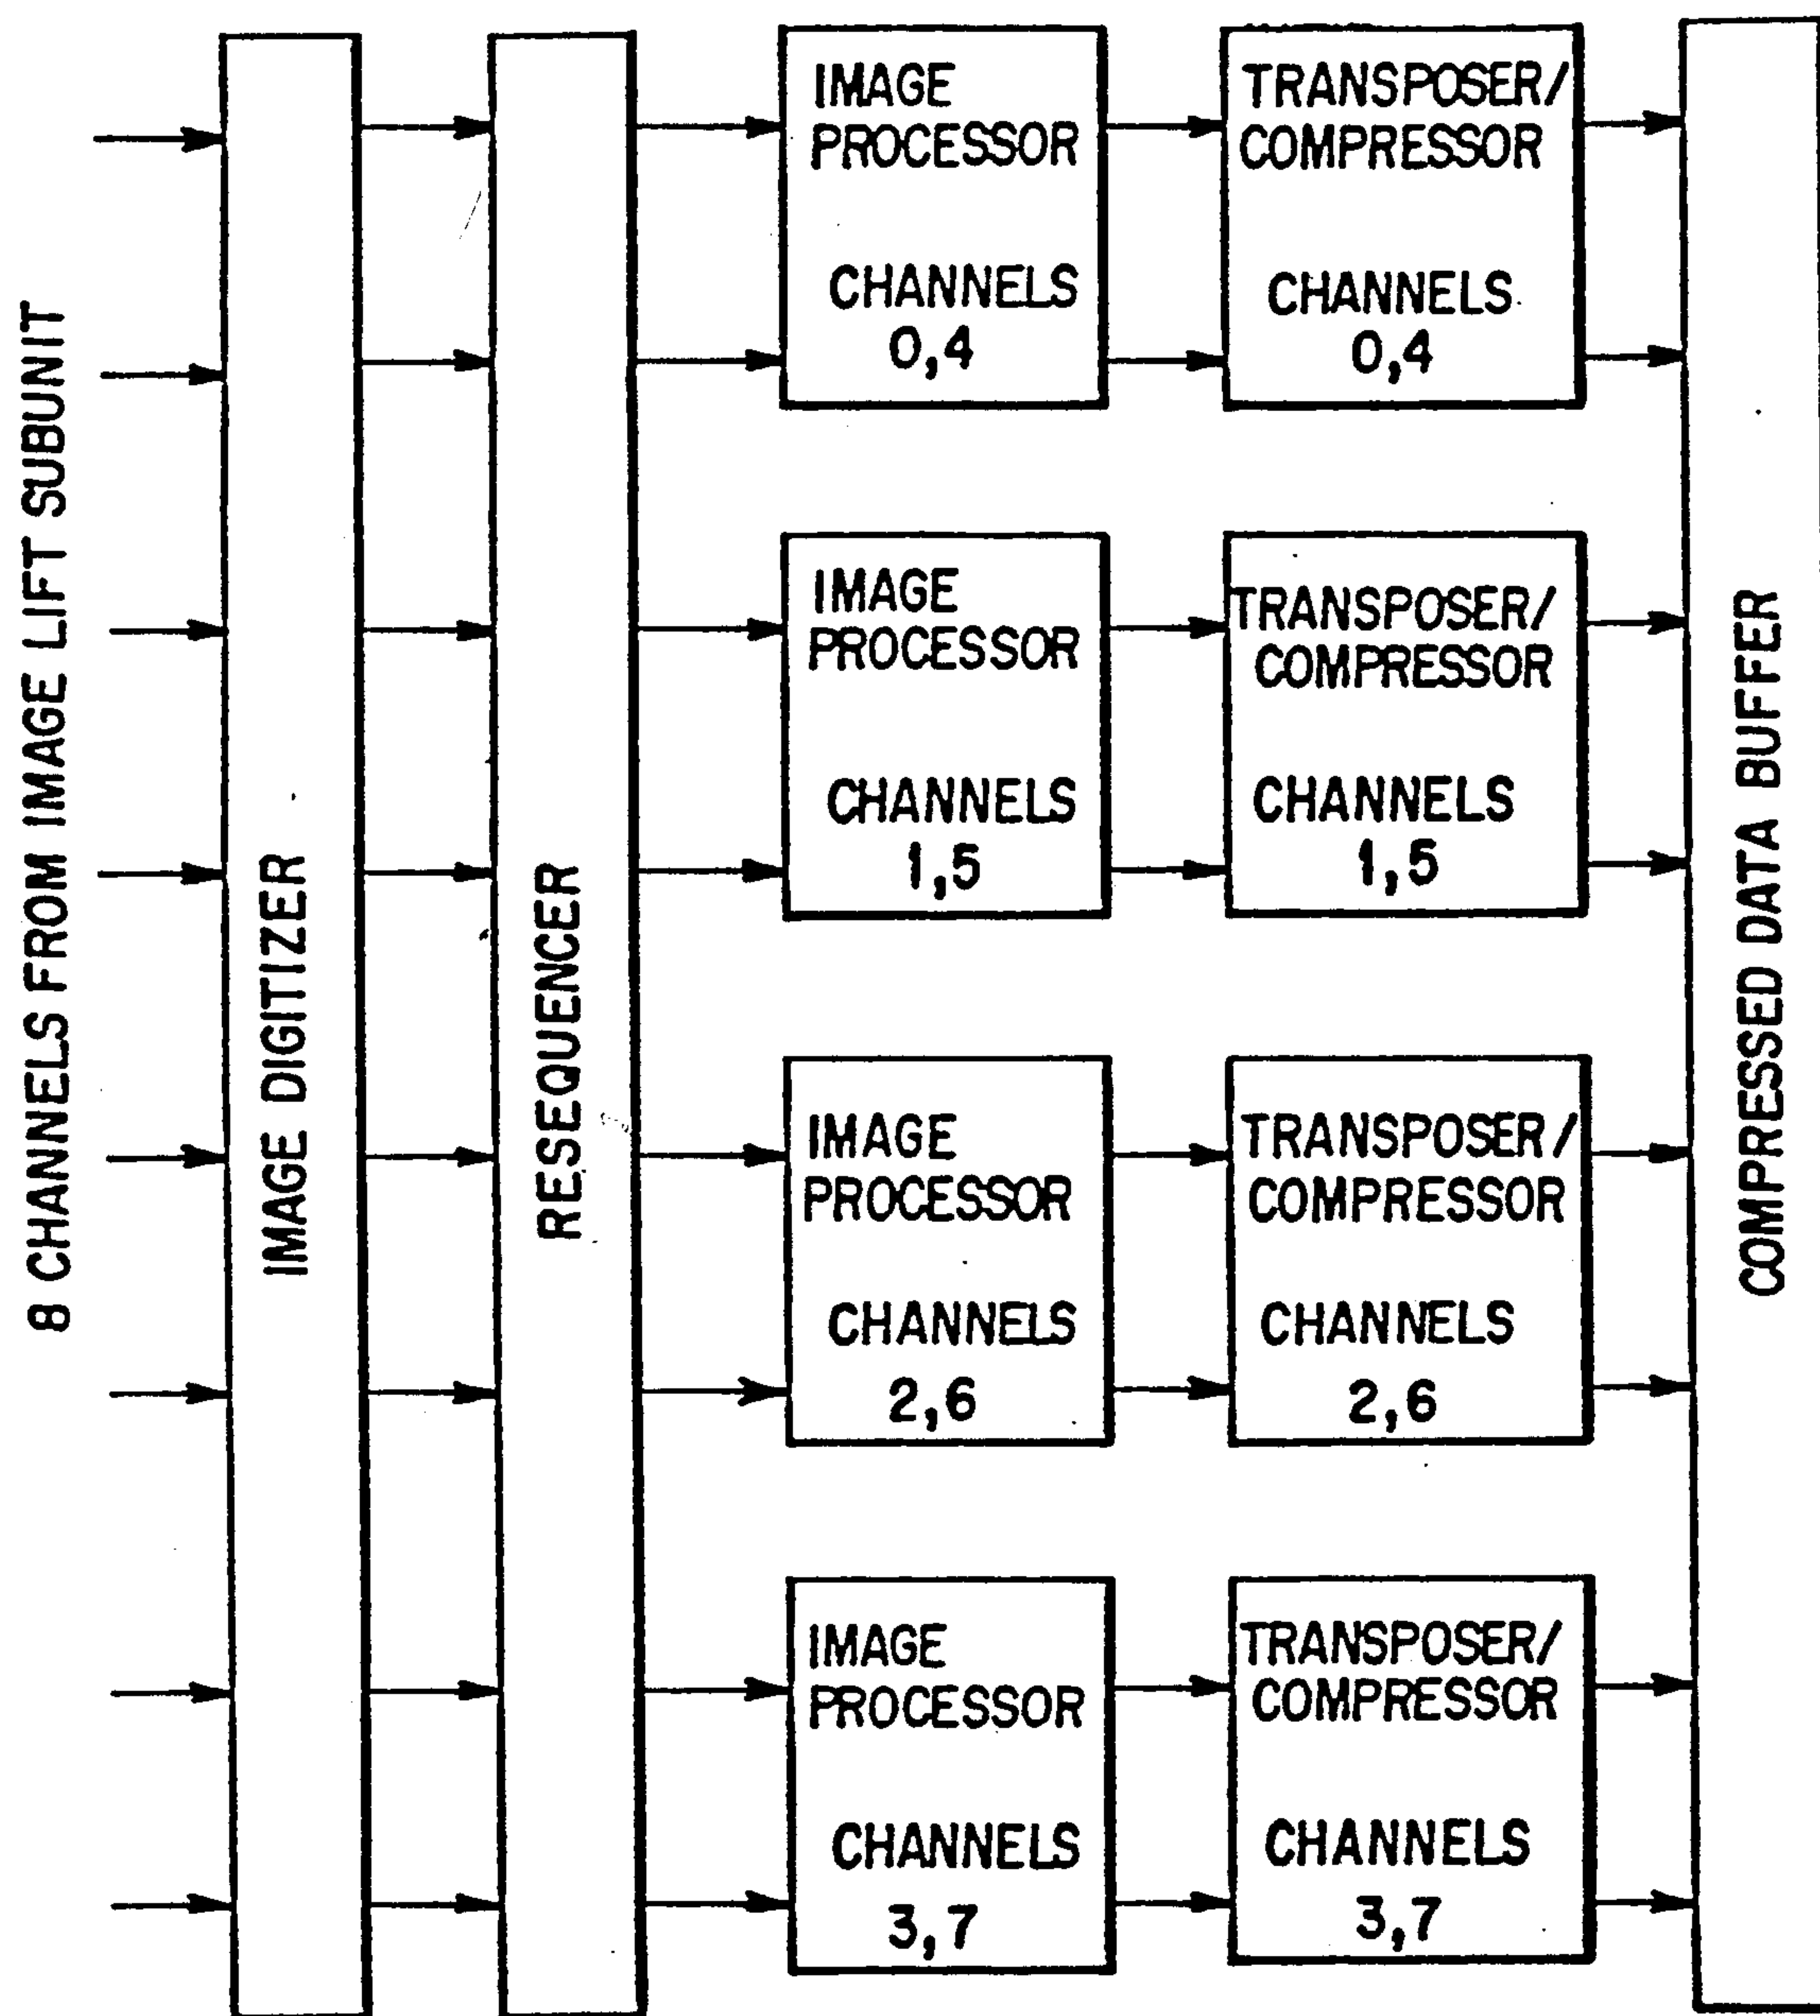 8 CHANNELS FROM IMAGE LIFT SUBUNIT
IMAGE DIGITIZER
RESEQUENCER
IMAGE
PROCESSOR
CHANNELS
0,4
TRANSPOSER/
COMPRESSOR
CHANNELS
0,4
IMAGE
PROCESSOR
CHANNELS
1,5
TRANSPOSER/
COMPRESSOR
CHANNELS
1,5
IMAGE
PROCESSOR
CHANNELS
2,6
TRANSPOSER/
COMPRESSOR
CHANNELS
2,6
IMAGE
PROCESSOR
CHANNELS
3,7
TRANSPOSER/
COMPRESSOR
CHANNELS
3,7
COMPRESSED DATA BUFFER